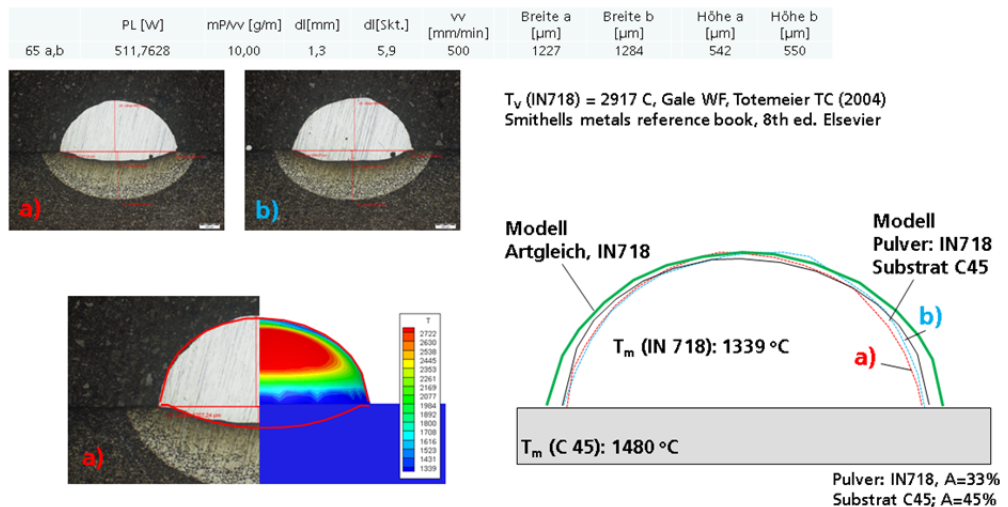 PL [W] mP/vv [g/m] dl[mm] dl[Skt.] vv [mm/min] Breite a [µm] Breite b [µm] Höhe a [µm] Höhe b [µm]
65 a,b 511,7628 10,00 1,3 5,9 500 1227 1284 542 550
a)
b)
Tv (IN718) = 2917 C, Gale WF, Totemeier TC (2004)
Smithells metals reference book, 8th ed. Elsevier
Modell
Artgleich, IN718
Modell
Pulver: IN718
Substrat C45
b)
a)
Tm (IN 718): 1339 °C
Tm (C 45): 1480 °C
Pulver: IN718, A=33%
Substrat C45; A=45%
a)
T
2722
2630
2538
2445
2353
2261
2169
2077
1984
1892
1800
1708
1616
1523
1431
1339